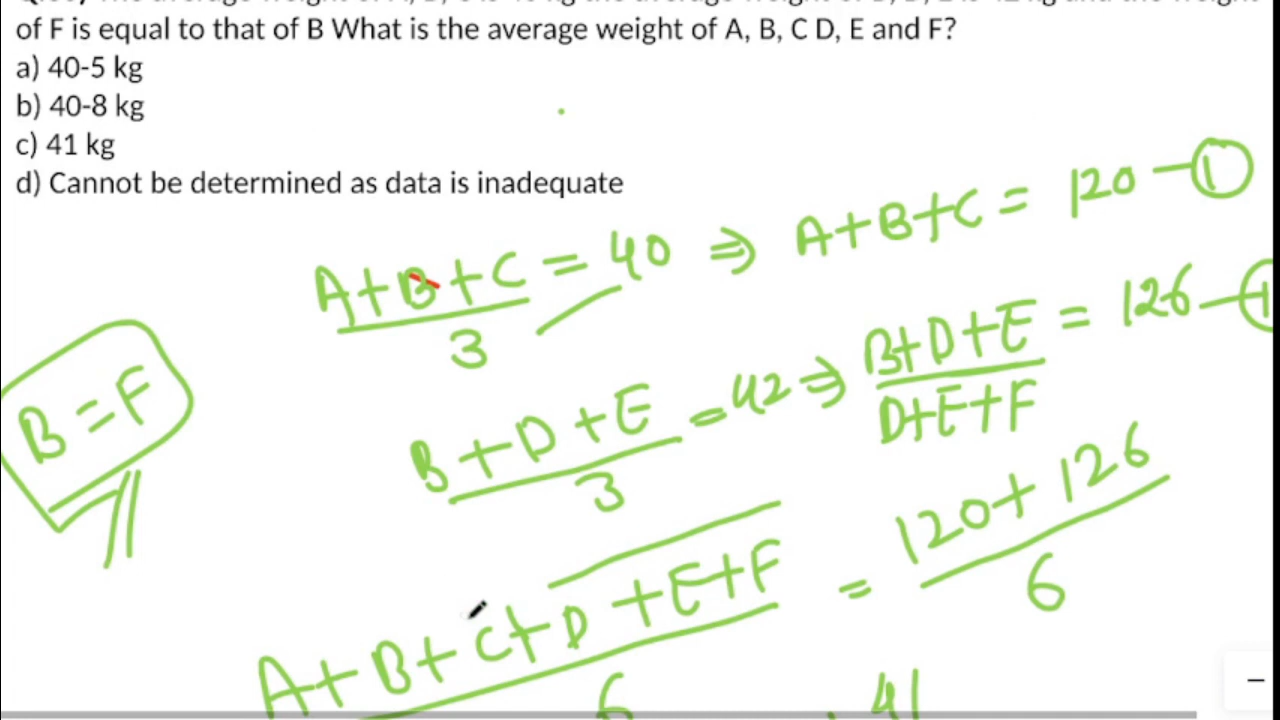 of F is equal to that of B What is the average weight of A, B, C D, E and F?
a) 40-5 kg
b) 40-8 kg
c) 41 kg
d) Cannot be determined as data is inadequate
A+B+C = 40 ⇒ A+B+C = 120 — 1
3
B+D+E = 42 ⇒ B+D+E = 126 —
3
D+E+F
B = F
A+B+C+D+E+F = 120+126
6
6
41